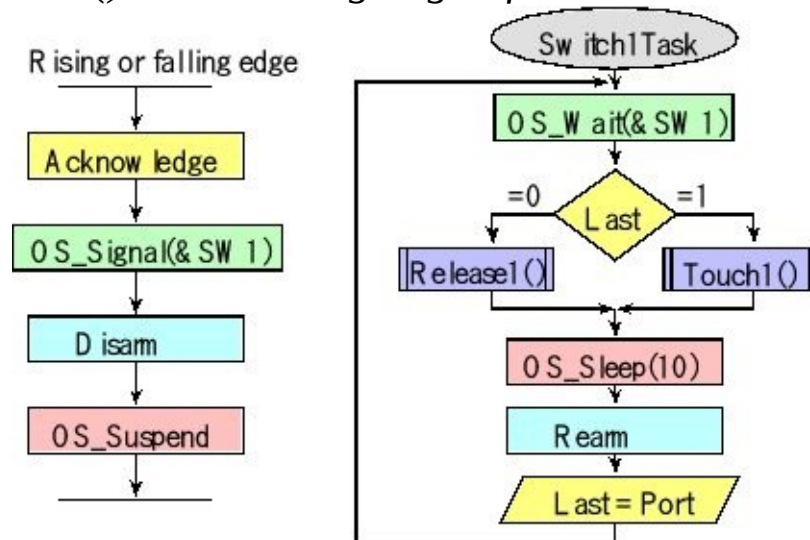 Rising or falling edge
Acknowledge
OS_Signal(&SW1)
Disarm
OS_Suspend
Switch1Task
OS_Wait(&SW1)
=0
Last
=1
Release1()
Touch1()
OS_Sleep(10)
Rearm
Last=Port